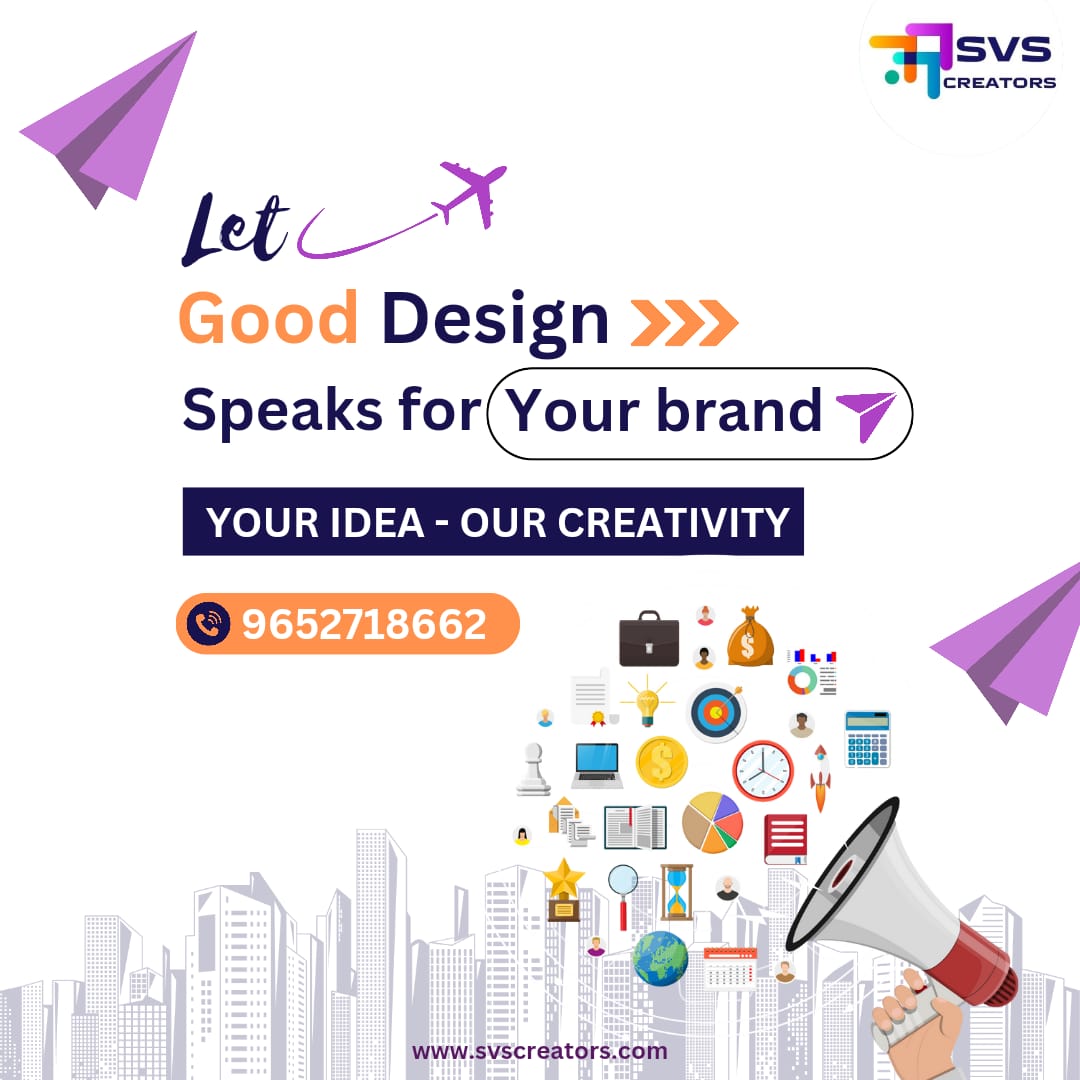 SVS
CREATORS
Let
Good Design
Speaks for Your brand
YOUR IDEA - OUR CREATIVITY
9652718662
www.svscreators.com